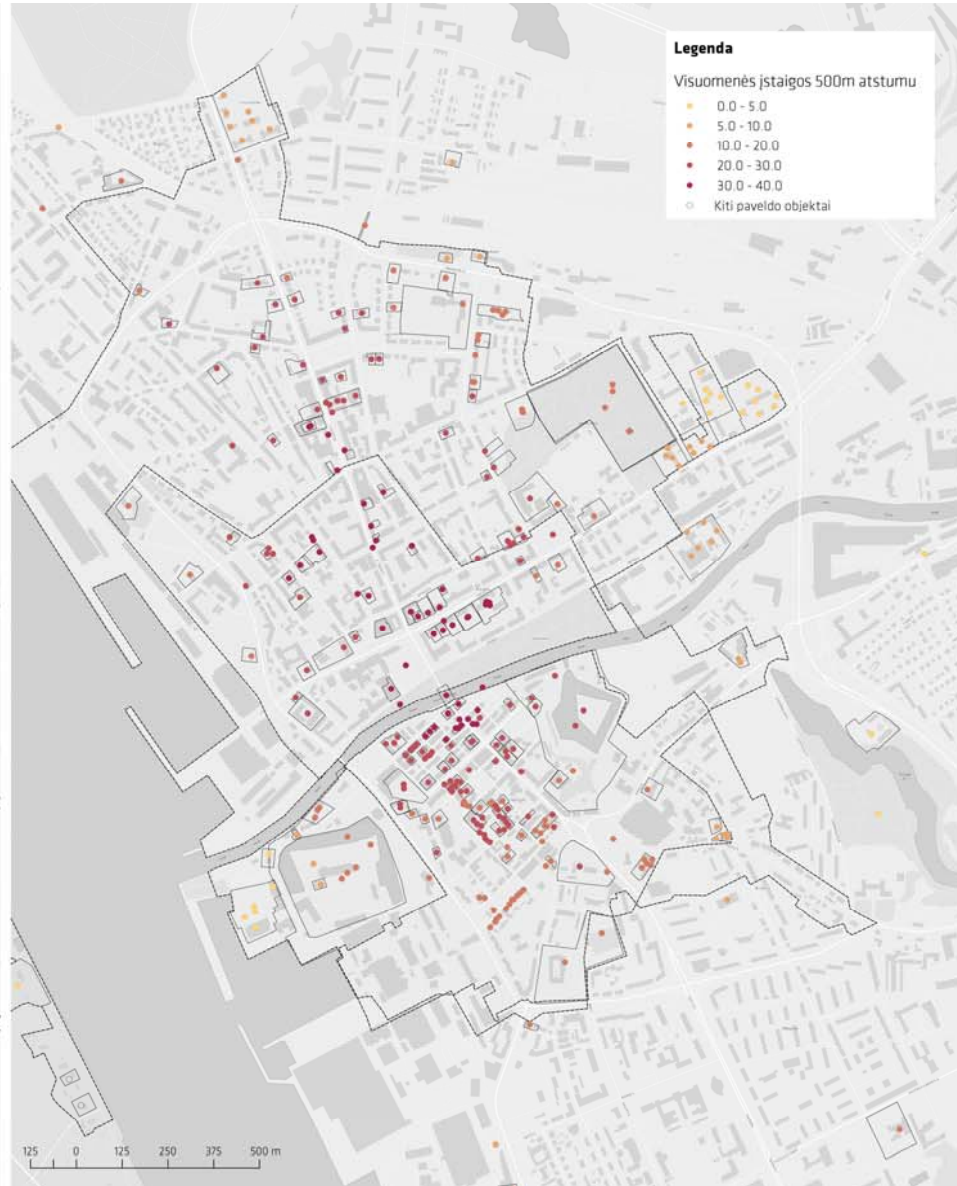 Legenda
Visuomenės įstaigos 500m atstumu
0.0 - 5.0
5.0 - 10.0
10.0 - 20.0
20.0 - 30.0
30.0 - 40.0
Kiti paveldo objektai
125 0 125 250 375 500 m